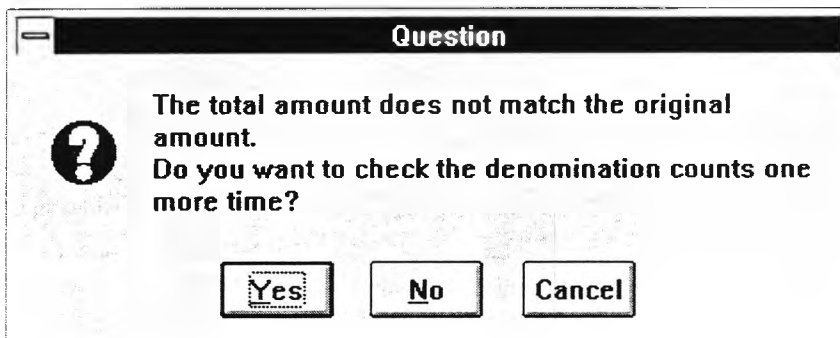 Question
The total amount does not match the original
amount.
Do you want to check the denomination counts one
more time?
Yes
No
Cancel